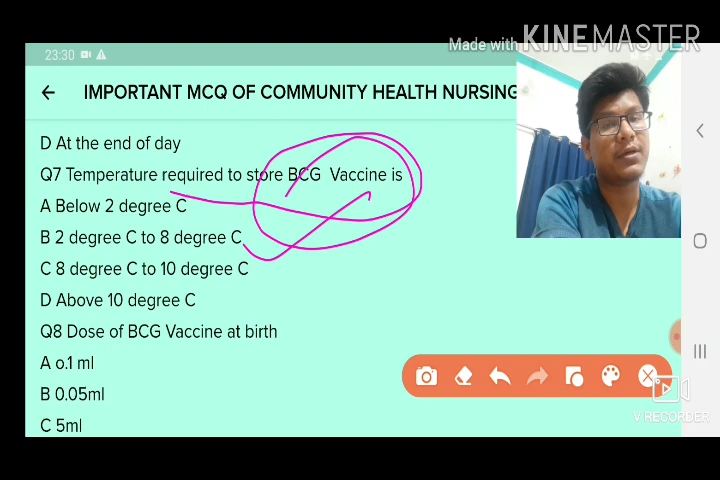 Made with KINEMASTER
23:30
IMPORTANT MCQ OF COMMUNITY HEALTH NURSING
D At the end of day
Q7 Temperature required to store BCG Vaccine is
A Below 2 degree C
B 2 degree C to 8 degree C
C 8 degree C to 10 degree C
D Above 10 degree C
Q8 Dose of BCG Vaccine at birth
A o.1 ml
B 0.05ml
C 5ml
V RECORDER